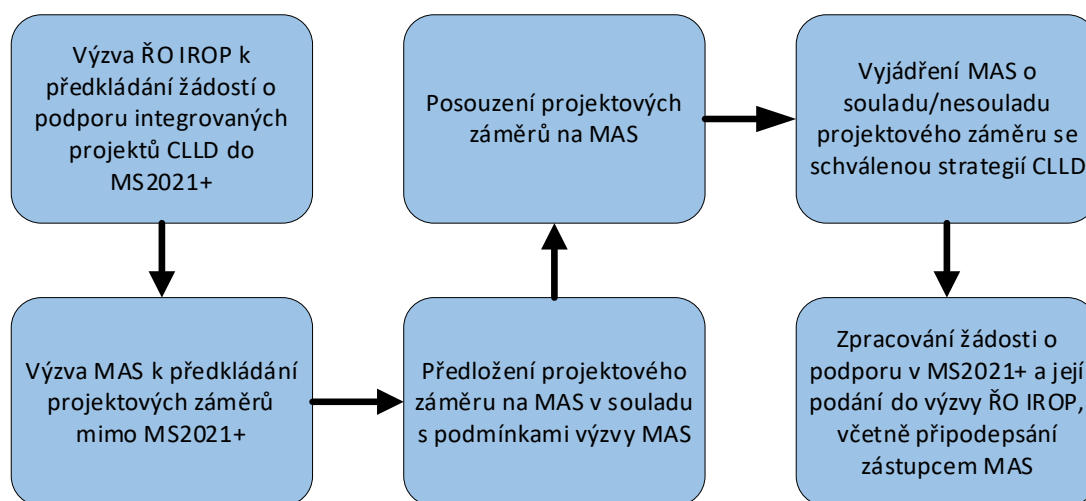 Výzva ŘO IROP k
předkládání žádostí o
podporu integrovaných
projektů CLLD do
MS2021+
Výzva MAS k předkládání
projektových záměrů
mimo MS2021+
Předložení projektového
záměru na MAS v souladu
s podmínkami výzvy MAS
Posouzení projektových
záměrů na MAS
Vyjádření MAS o
souladu/nesouladu
projektového záměru se
schválenou strategií CLLD
Zpracování žádosti o
podporu v MS2021+ a její
podání do výzvy ŘO IROP,
včetně připodepsání
zástupcem MAS